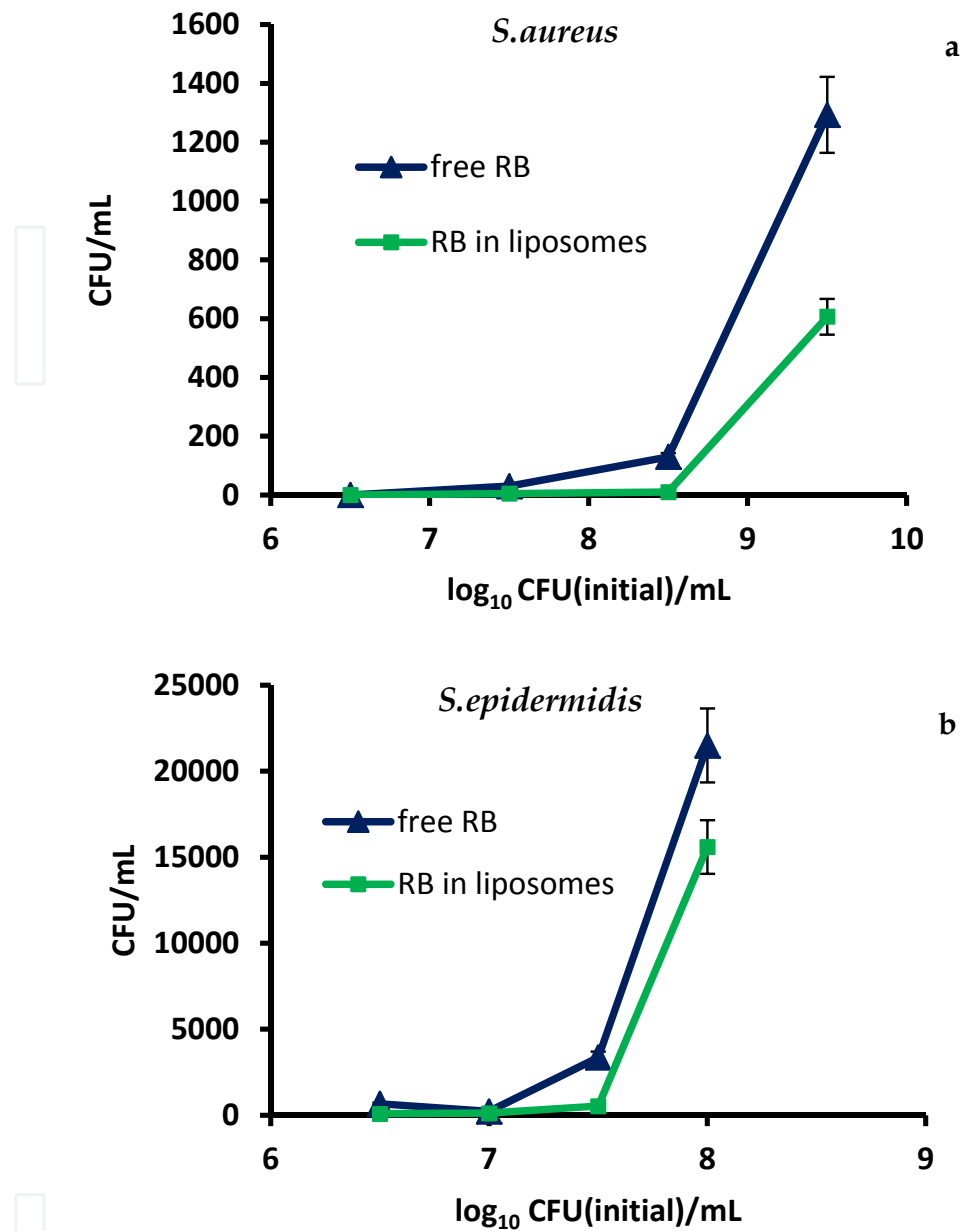 S.aureus
a
1600
1400
1200
1000
800
600
400
200
0
CFU/mL
free RB
RB in liposomes
6 7 8 9 10
log₁₀ CFU(initial)/mL
S.epidermidis
b
25000
20000
15000
10000
5000
0
CFU/mL
free RB
RB in liposomes
6 7 8 9
log₁₀ CFU(initial)/mL